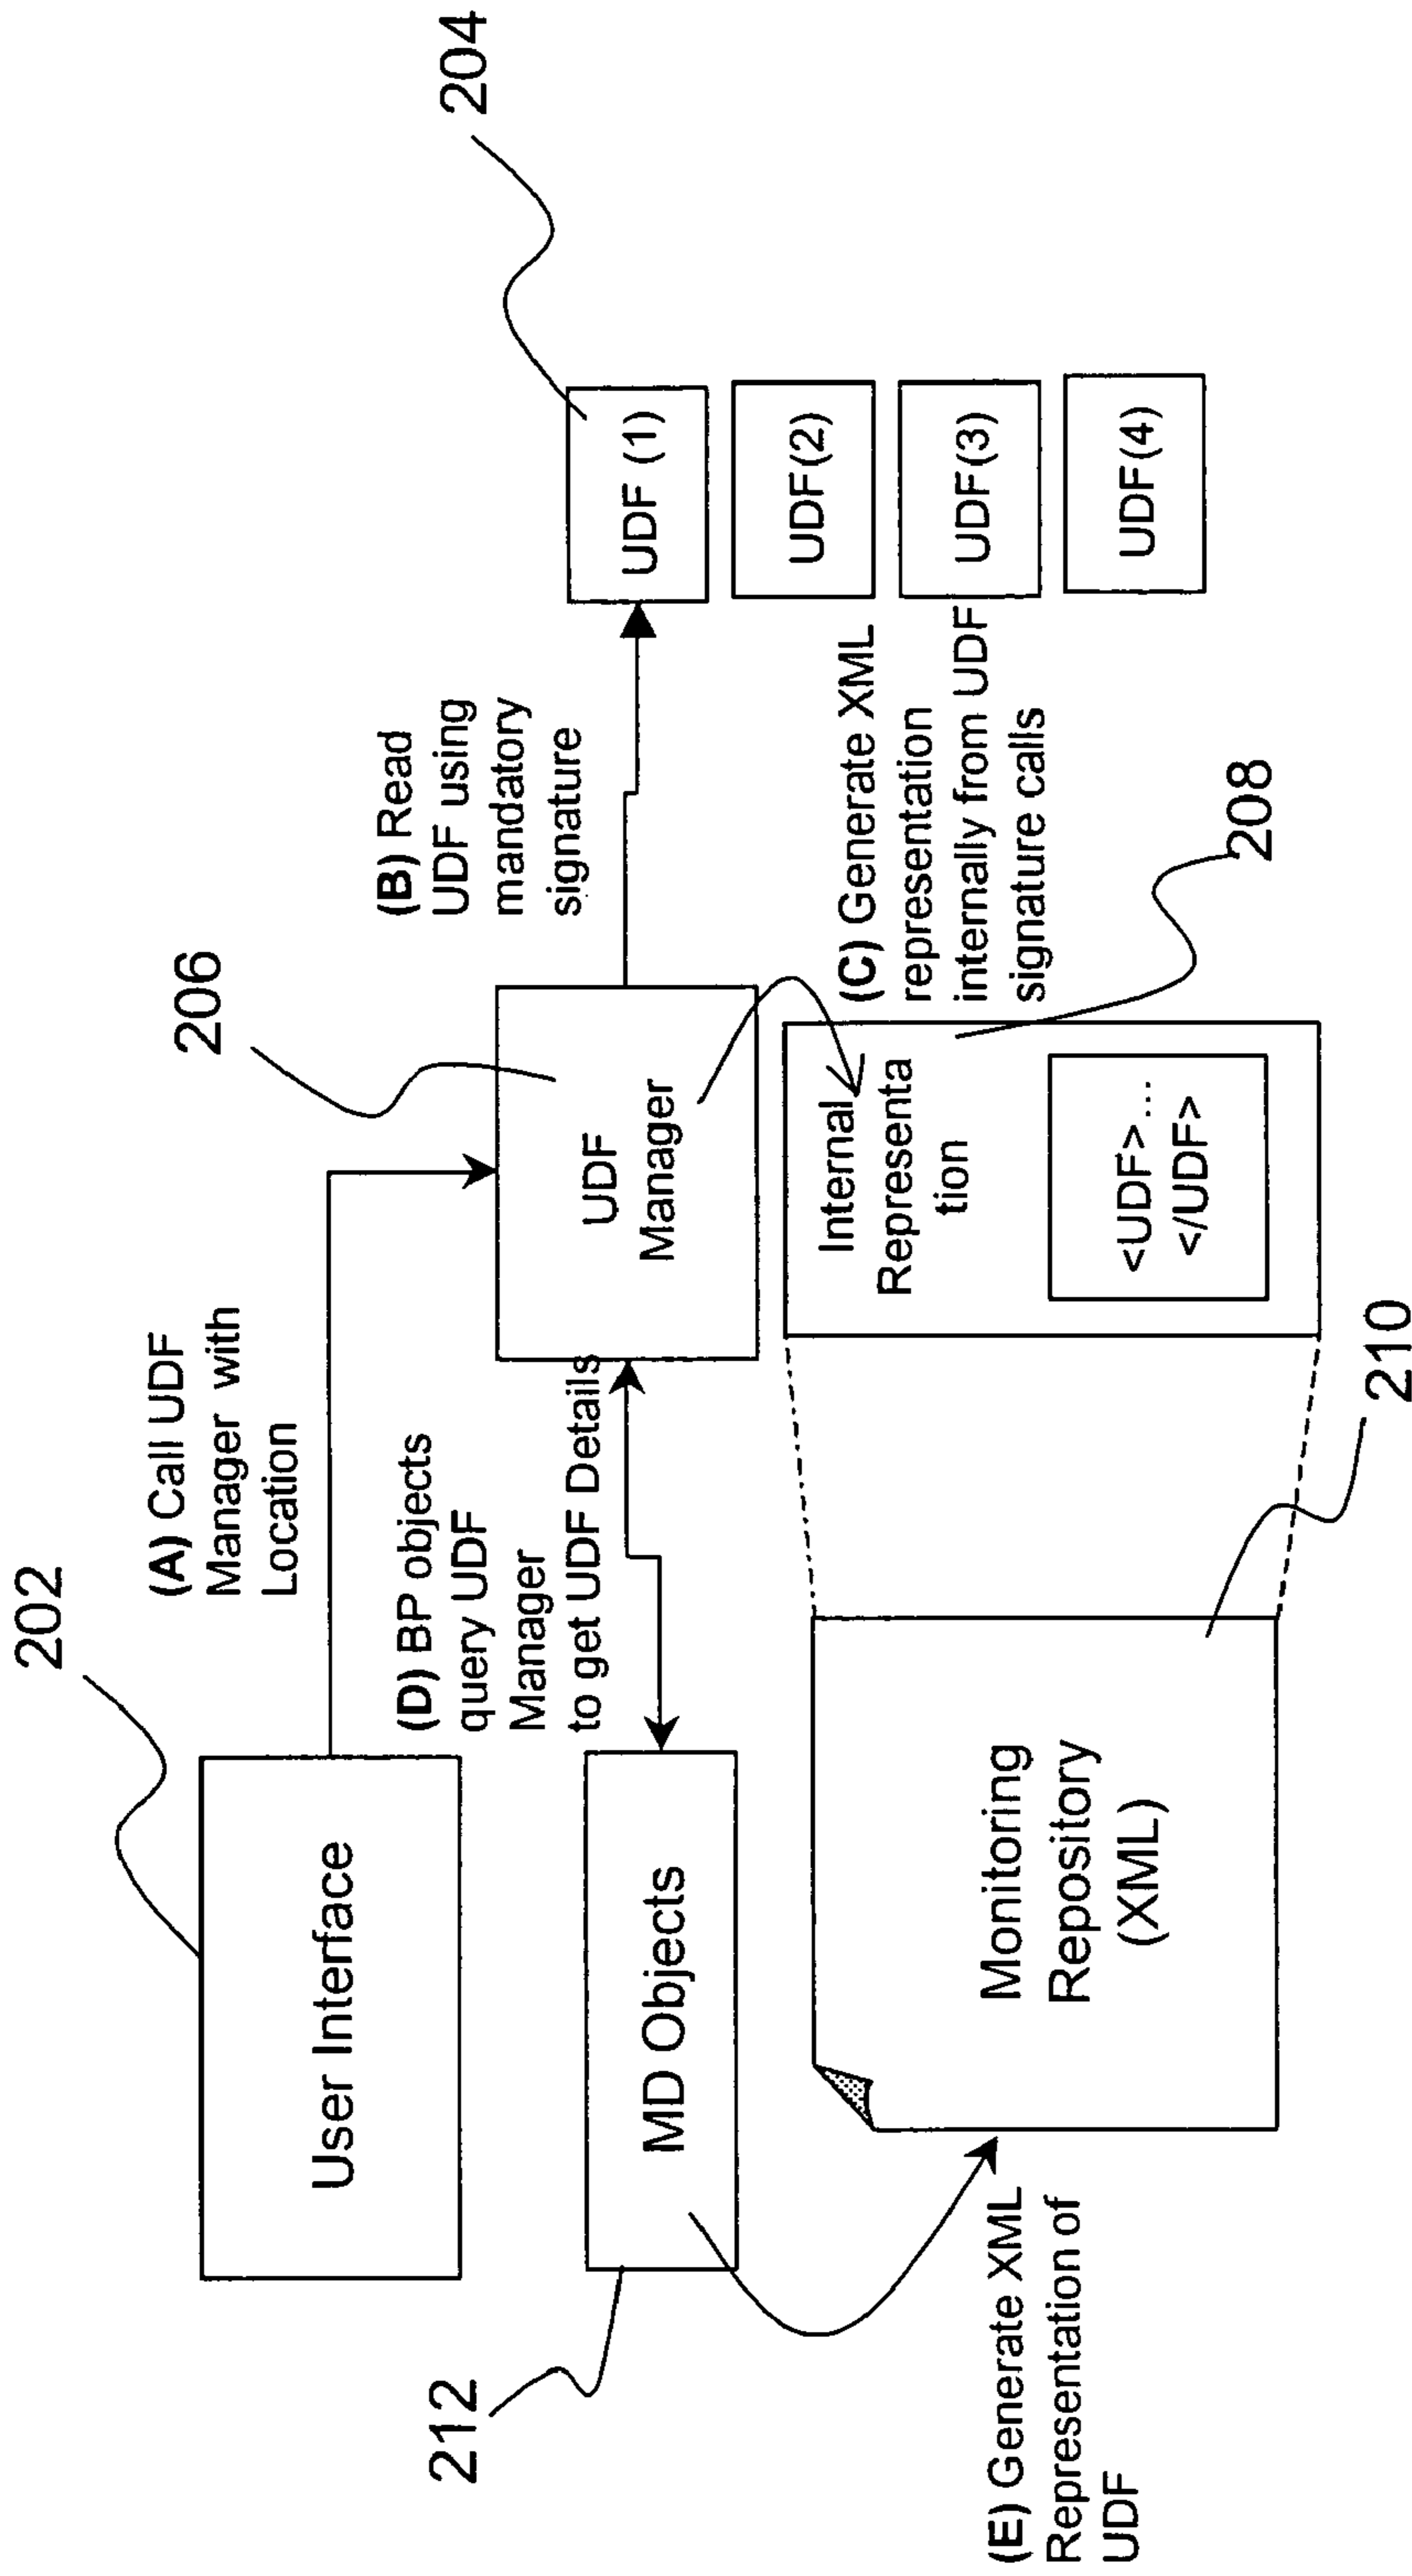 202
(A) Call UDF
Manager with
Location
User Interface
206
204
(B) Read
UDF using
mandatory
signature
(D) BP objects
query UDF
Manager
to get UDF Details
212
MD Objects
UDF
Manager
UDF (1)
UDF(2)
UDF(3)
UDF(4)
(C) Generate XML
representation
internally from UDF
signature calls
208
Internal
Representa
tion
<UDF>...
</UDF>
210
Monitoring
Repository
(XML)
(E) Generate XML
Representation of
UDF